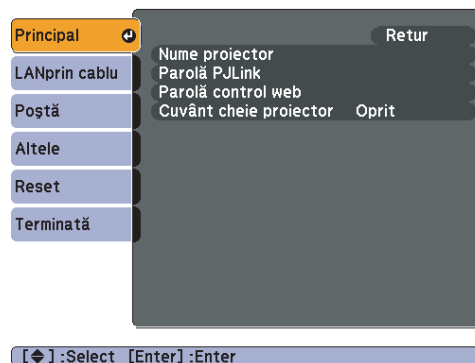 Principal
LANprin cablu
Poștă
Altele
Reset
Terminată
Retur
Nume proiector
Parolă PJLink
Parolă control web
Cuvânt cheie proiector Oprit
[◆] :Select [Enter] :Enter